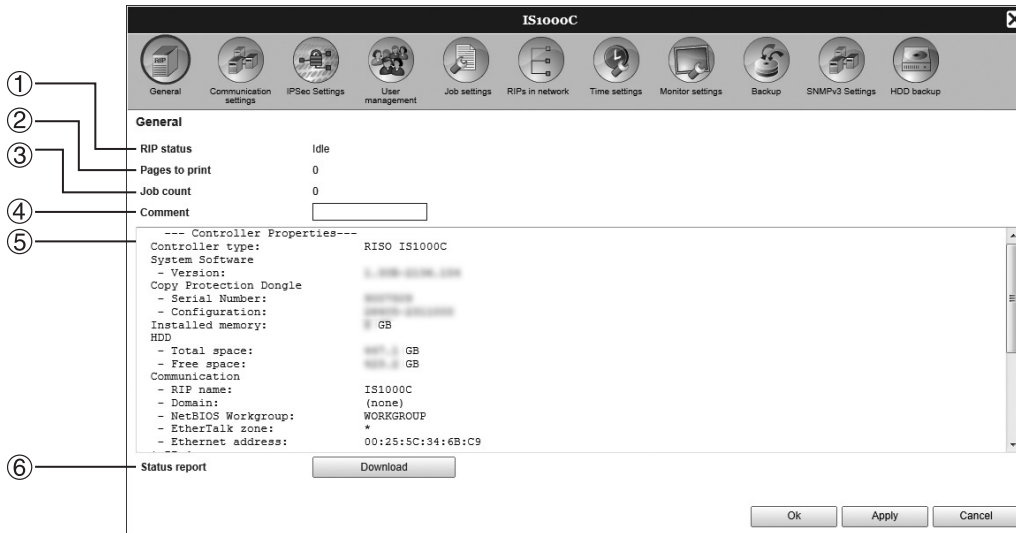 IS1000C
RIP
General
Communication settings
IPSec Settings
User management
Job settings
RIPs in network
Time settings
Monitor settings
Backup
SNMPv3 Settings
HDD backup
General
① RIP status Idle
② Pages to print 0
③ Job count 0
④ Comment
⑤
--- Controller Properties---
Controller type: RISO IS1000C
System Software
- Version:
Copy Protection Dongle
- Serial Number:
- Configuration:
Installed memory: GB
HDD
- Total space: GB
- Free space: GB
Communication
- RIP name: IS1000C
- Domain: (none)
- NetBIOS Workgroup: WORKGROUP
- EtherTalk zone: *
- Ethernet address: 00:25:5C:34:6B:C9
⑥ Status report Download
Ok Apply Cancel